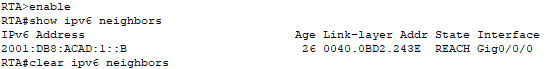 RTA>enable
RTA#show ipv6 neighbors
IPv6 Address Age Link-layer Addr State Interface
2001:DB8:ACAD:1::B 26 0040.0BD2.243E REACH Gig0/0/0
RTA#clear ipv6 neighbors